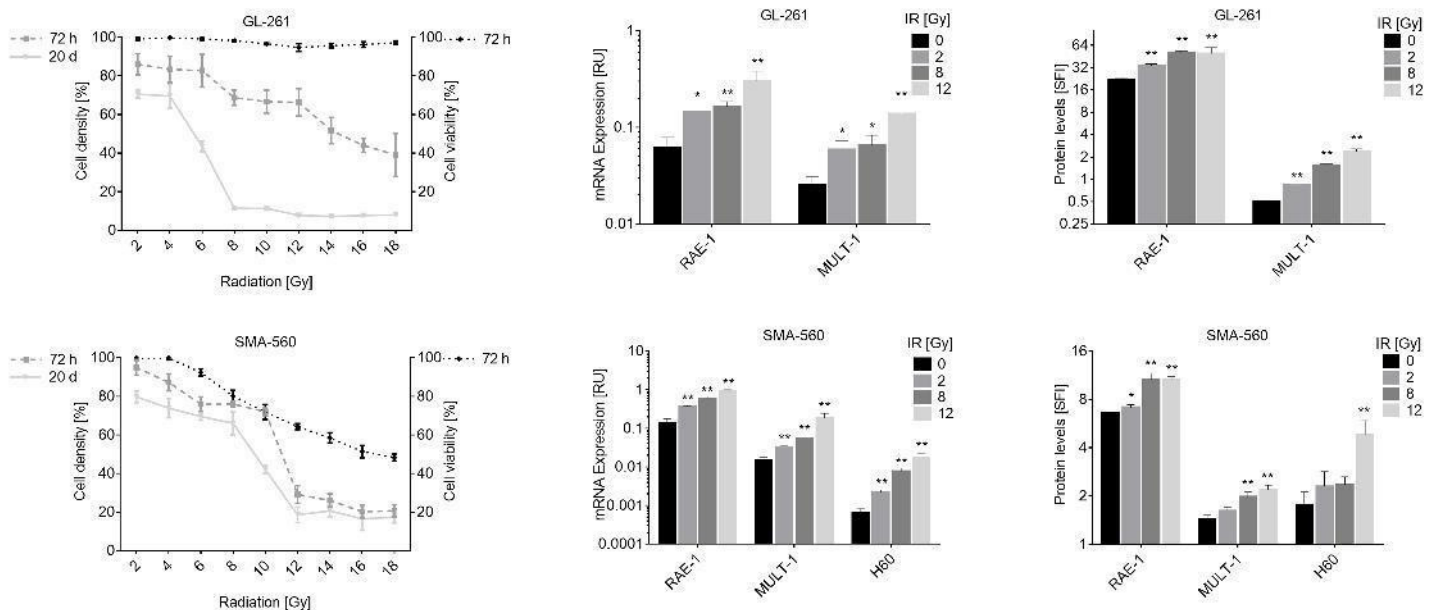 GL-261
72 h
20 d
72 h
Cell density [%]
100
80
60
40
20
0
100
80
60
40
20
Cell viability [%]
2
4
6
8
10
12
14
16
18
Radiation [Gy]
GL-261
IR [Gy]
0
2
8
12
mRNA Expression [RU]
1
0.1
0.01
*
**
**
*
*
**
RAE-1
MULT-1
GL-261
IR [Gy]
0
2
8
12
Protein levels [SFI]
64
32
16
8
4
2
1
0.5
0.25
**
**
**
**
**
**
RAE-1
MULT-1
SMA-560
72 h
20 d
72 h
Cell density [%]
100
80
60
40
20
0
100
80
60
40
20
Cell viability [%]
2
4
6
8
10
12
14
16
18
Radiation [Gy]
SMA-560
IR [Gy]
0
2
8
12
mRNA Expression [RU]
10
1
0.1
0.01
0.001
0.0001
**
**
**
**
**
**
**
**
**
RAE-1
MULT-1
H60
SMA-560
IR [Gy]
0
2
8
12
Protein levels [SFI]
16
8
4
2
1
*
**
**
**
**
**
RAE-1
MULT-1
H60